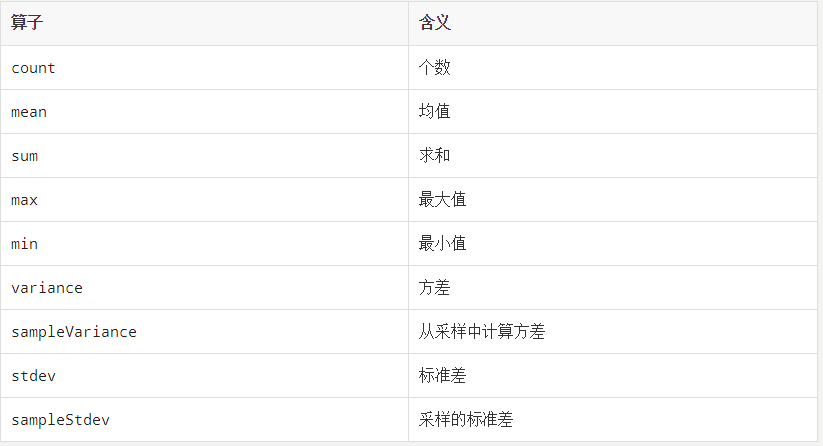 算子 含义
count 个数
mean 均值
sum 求和
max 最大值
min 最小值
variance 方差
sampleVariance 从采样中计算方差
stdev 标准差
sampleStdev 采样的标准差